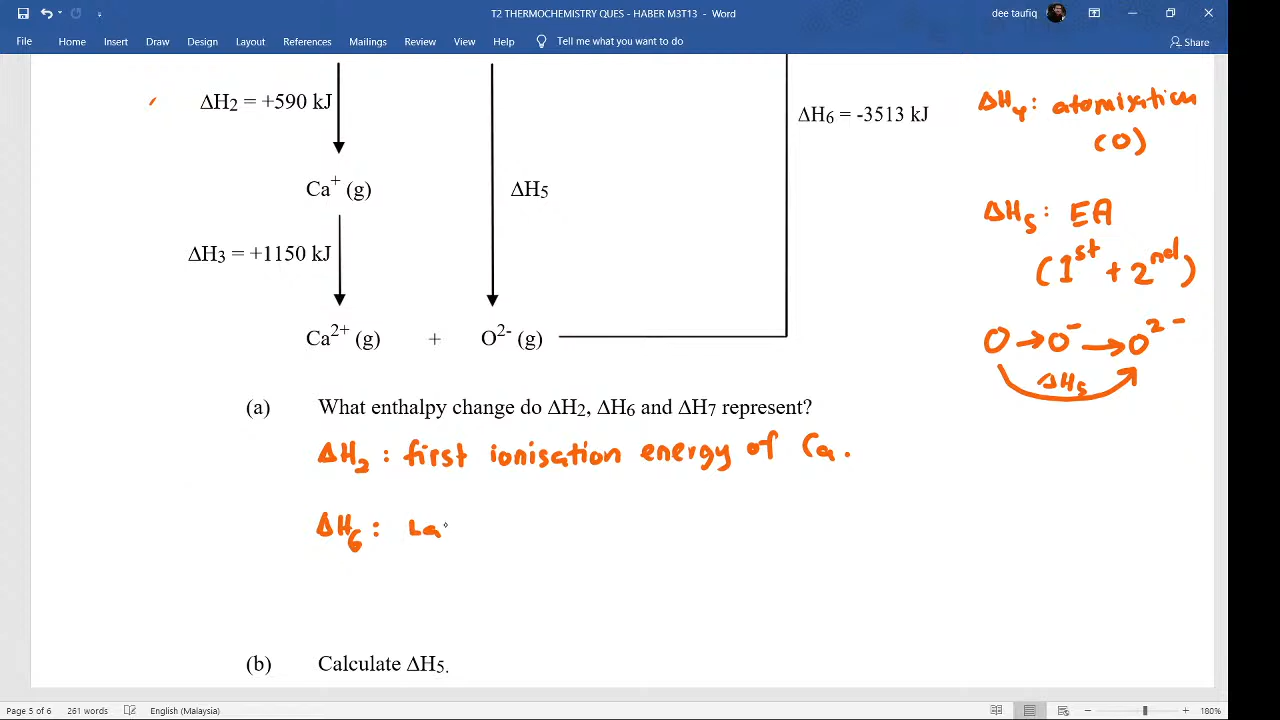 T2 THERMOCHEMISTRY QUES - HABER M3T13 - Word
dee taufiq
File Home Insert Draw Design Layout References Mailings Review View Help Tell me what you want to do
Share
ΔH2 = +590 kJ
Ca+ (g)
ΔH3 = +1150 kJ
ΔH5
ΔH6 = -3513 kJ
Ca2+ (g) + O2- (g)
ΔH4 : atomisation
(O)
ΔH5 : EA
(1st + 2nd)
O → O- → O2-
ΔH5
(a) What enthalpy change do ΔH2, ΔH6 and ΔH7 represent?
ΔH2 : first ionisation energy of Ca.
ΔH6 : La
(b) Calculate ΔH5.
Page 5 of 6 261 words English (Malaysia) 180%